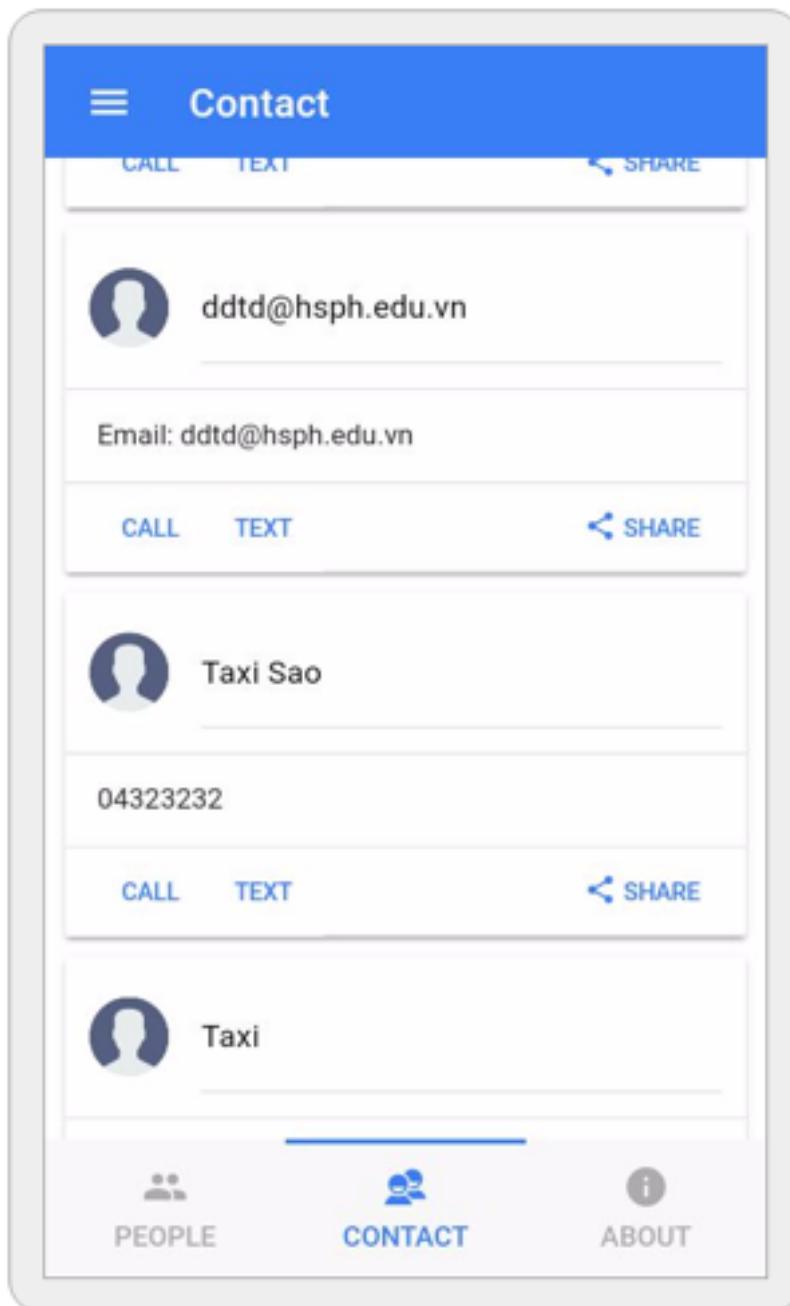 Contact
CALL TEXT SHARE
ddtd@hsph.edu.vn
Email: ddtd@hsph.edu.vn
CALL TEXT SHARE
Taxi Sao
04323232
CALL TEXT SHARE
Taxi
PEOPLE CONTACT ABOUT